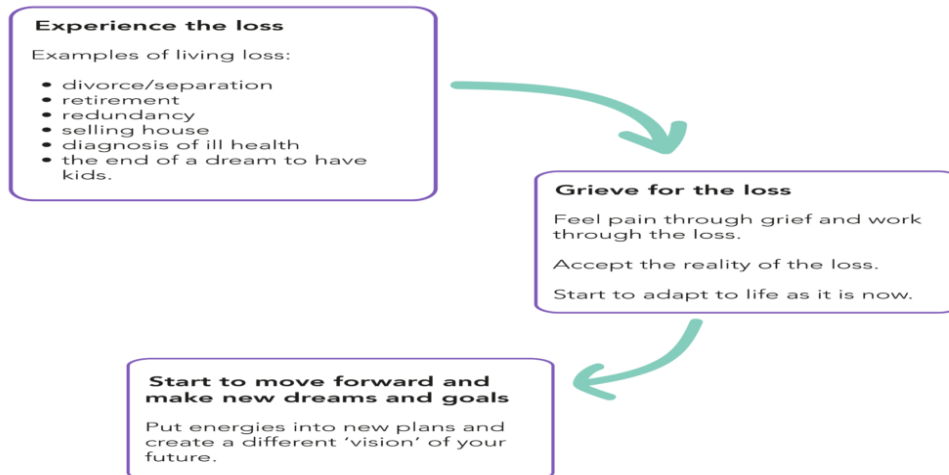 Experience the loss
Examples of living loss:
• divorce/separation
• retirement
• redundancy
• selling house
• diagnosis of ill health
• the end of a dream to have
kids.
Grieve for the loss
Feel pain through grief and work
through the loss.
Accept the reality of the loss.
Start to adapt to life as it is now.
Start to move forward and
make new dreams and goals
Put energies into new plans and
create a different ‘vision’ of your
future.